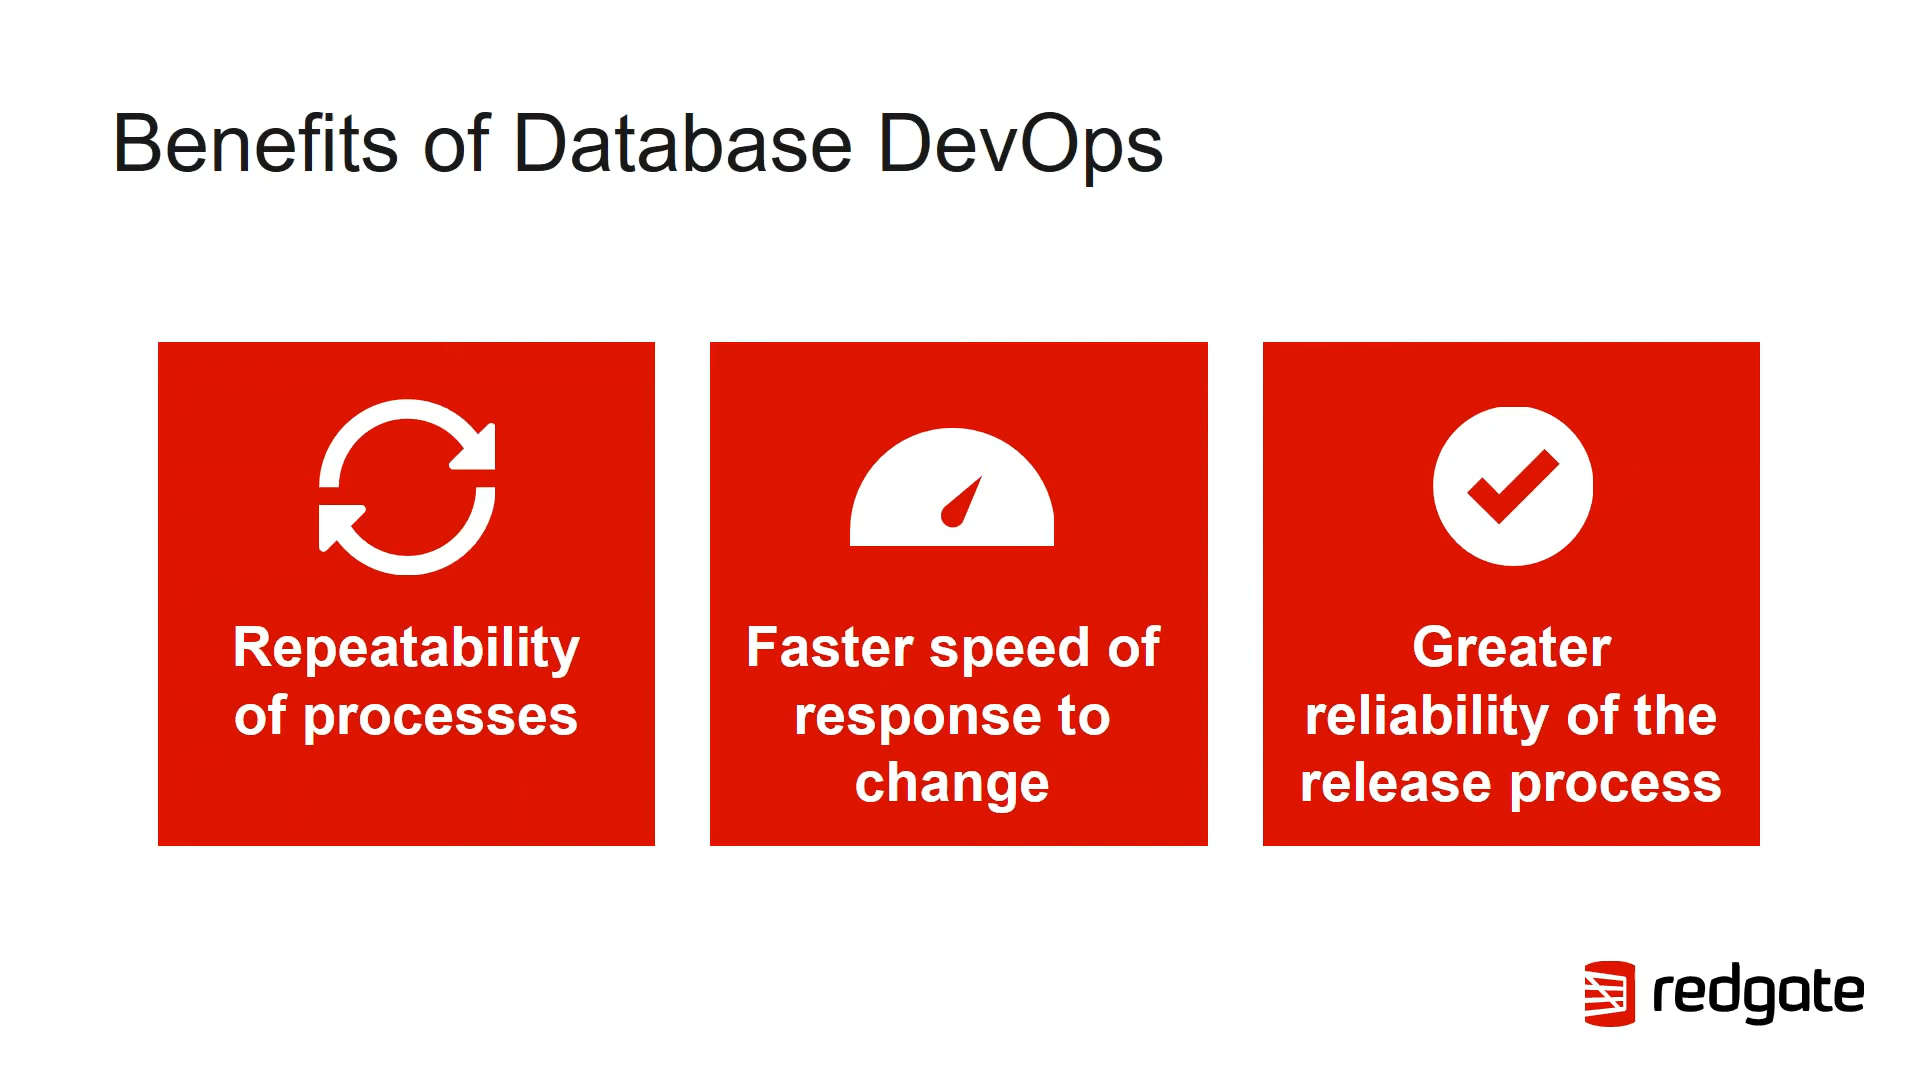 Benefits of Database DevOps
Repeatability
of processes
Faster speed of
response to
change
Greater
reliability of the
release process
redgate